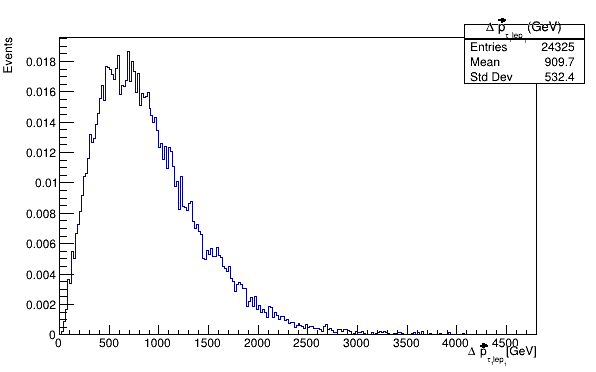 Δ p⃗ τ₁lep₁ (GeV)
Entries 24325
Mean 909.7
Std Dev 532.4
Events
0.018
0.016
0.014
0.012
0.01
0.008
0.006
0.004
0.002
0
0 500 1000 1500 2000 2500 3000 3500 4000 4500
Δ p⃗ τ₁lep₁ [GeV]